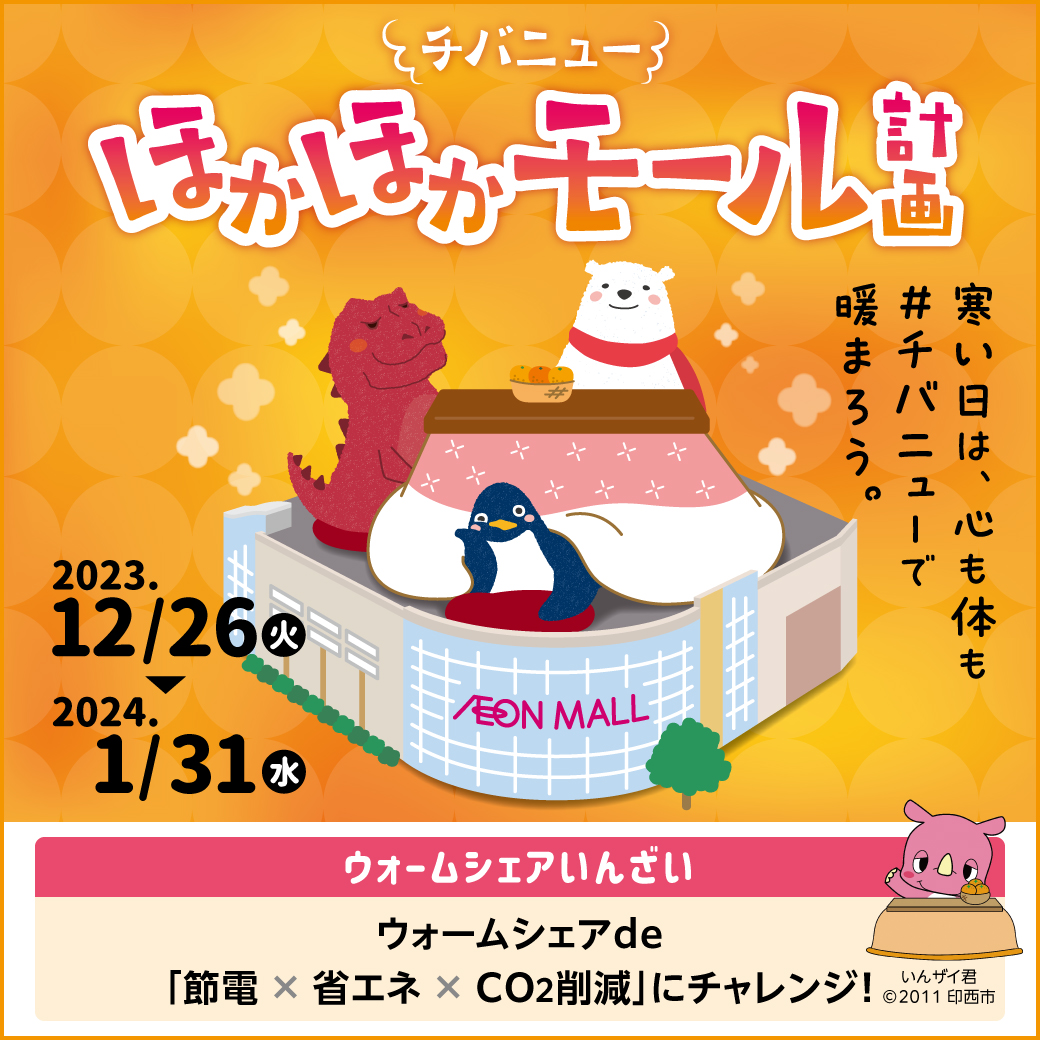 チバニュー
ほかほかモール計画
寒い日は、心も体も
#チバニューで
暖まろう。
2023.
12/26火
2024.
1/31水
ÆON MALL
ウォームシェアいんざい
ウォームシェアde
「節電×省エネ×CO2削減」にチャレンジ!
いんザイ君
©2011 印西市